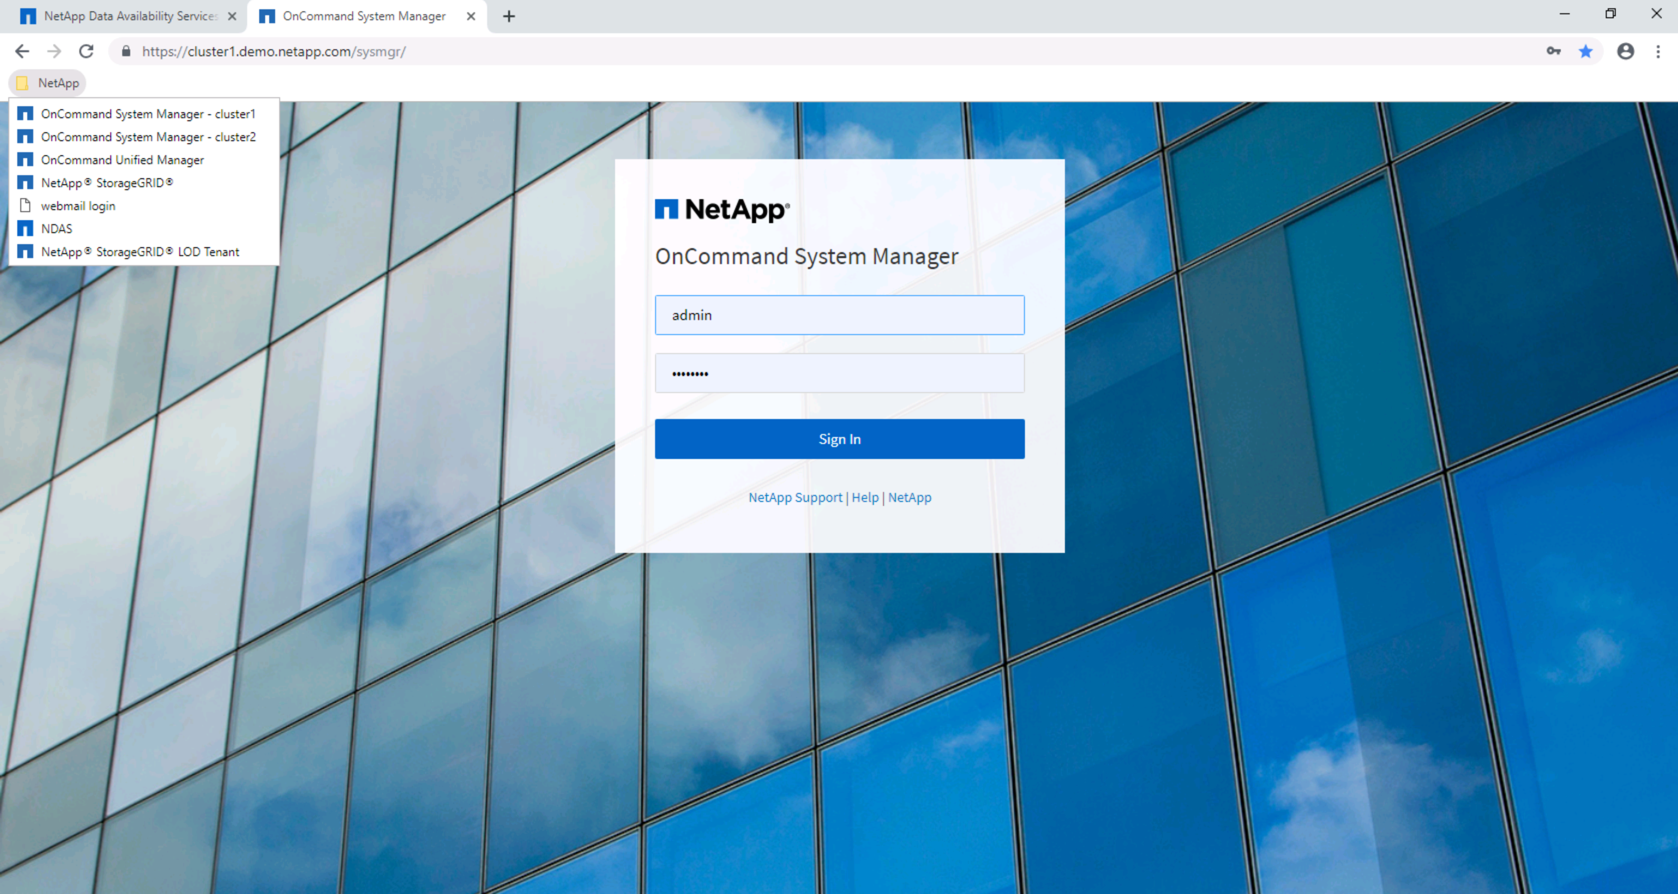 NetApp Data Availability Services
OnCommand System Manager
https://cluster1.demo.netapp.com/sysmgr/
NetApp
OnCommand System Manager - cluster1
OnCommand System Manager - cluster2
OnCommand Unified Manager
NetApp® StorageGRID®
webmail login
NDAS
NetApp® StorageGRID® LOD Tenant
NetApp®
OnCommand System Manager
admin
••••••••
Sign In
NetApp Support | Help | NetApp